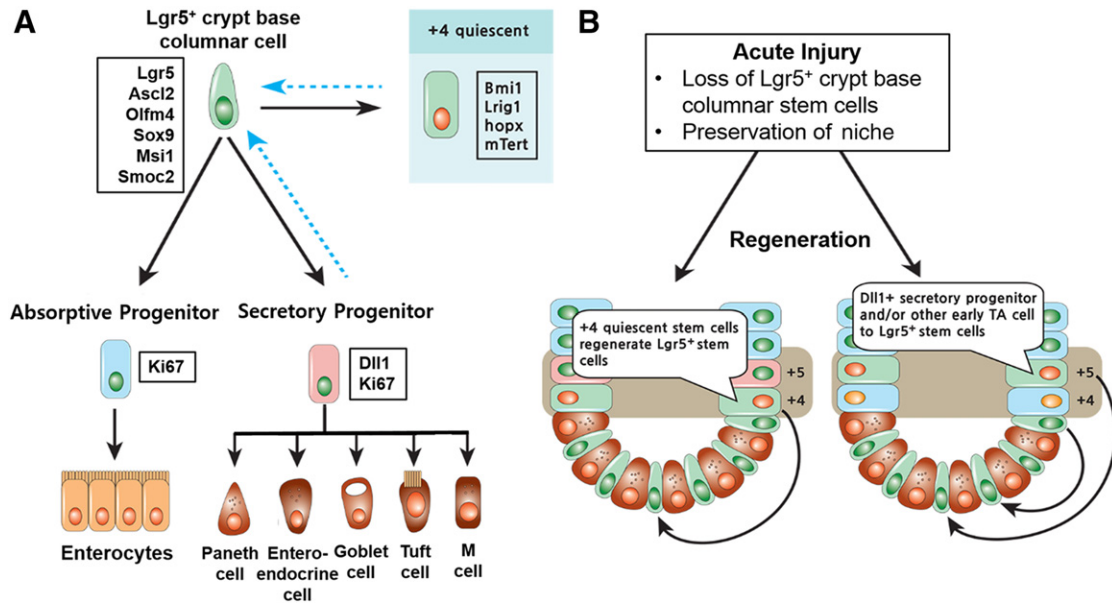 A
Lgr5⁺ crypt base
columnar cell
Lgr5
Ascl2
Olfm4
Sox9
Msi1
Smoc2
+4 quiescent
Bmi1
Lrig1
hopx
mTert
Absorptive Progenitor
Ki67
Secretory Progenitor
Dll1
Ki67
Enterocytes
Paneth
cell
Entero-
endocrine
cell
Goblet
cell
Tuft
cell
M
cell
B
Acute Injury
• Loss of Lgr5⁺ crypt base
columnar stem cells
• Preservation of niche
Regeneration
+4 quiescent stem cells
regenerate Lgr5⁺ stem
cells
+5
+4
Dll1+ secretory progenitor
and/or other early TA cell
to Lgr5⁺ stem cells
+5
+4